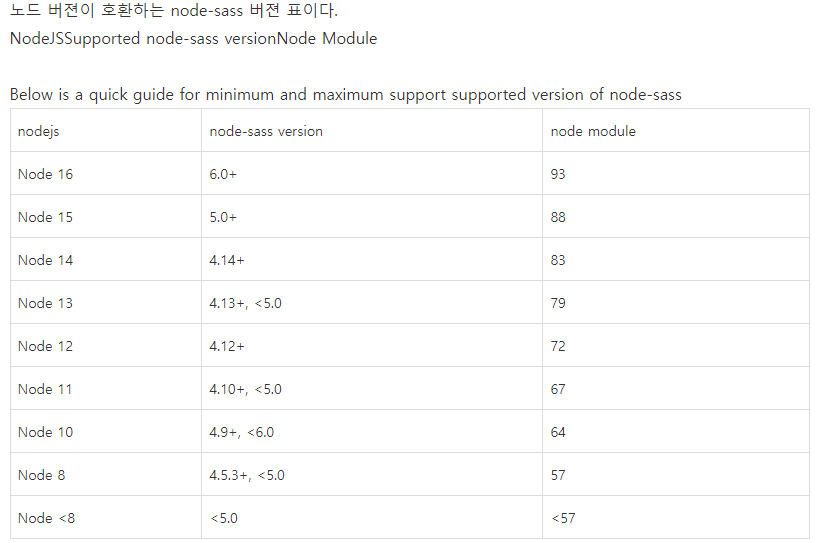 노드 버젼이 호환하는 node-sass 버젼 표이다.
NodeJSSupported node-sass versionNode Module
Below is a quick guide for minimum and maximum support supported version of node-sass
nodejs node-sass version node module
Node 16 6.0+ 93
Node 15 5.0+ 88
Node 14 4.14+ 83
Node 13 4.13+, <5.0 79
Node 12 4.12+ 72
Node 11 4.10+, <5.0 67
Node 10 4.9+, <6.0 64
Node 8 4.5.3+, <5.0 57
Node <8 <5.0 <57